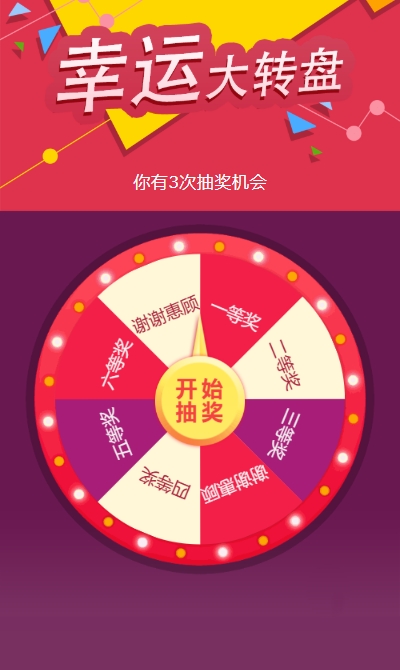 幸运大转盘
你有3次抽奖机会
谢谢惠顾
一等奖
二等奖
三等奖
谢谢惠顾
四等奖
五等奖
六等奖
开始
抽奖